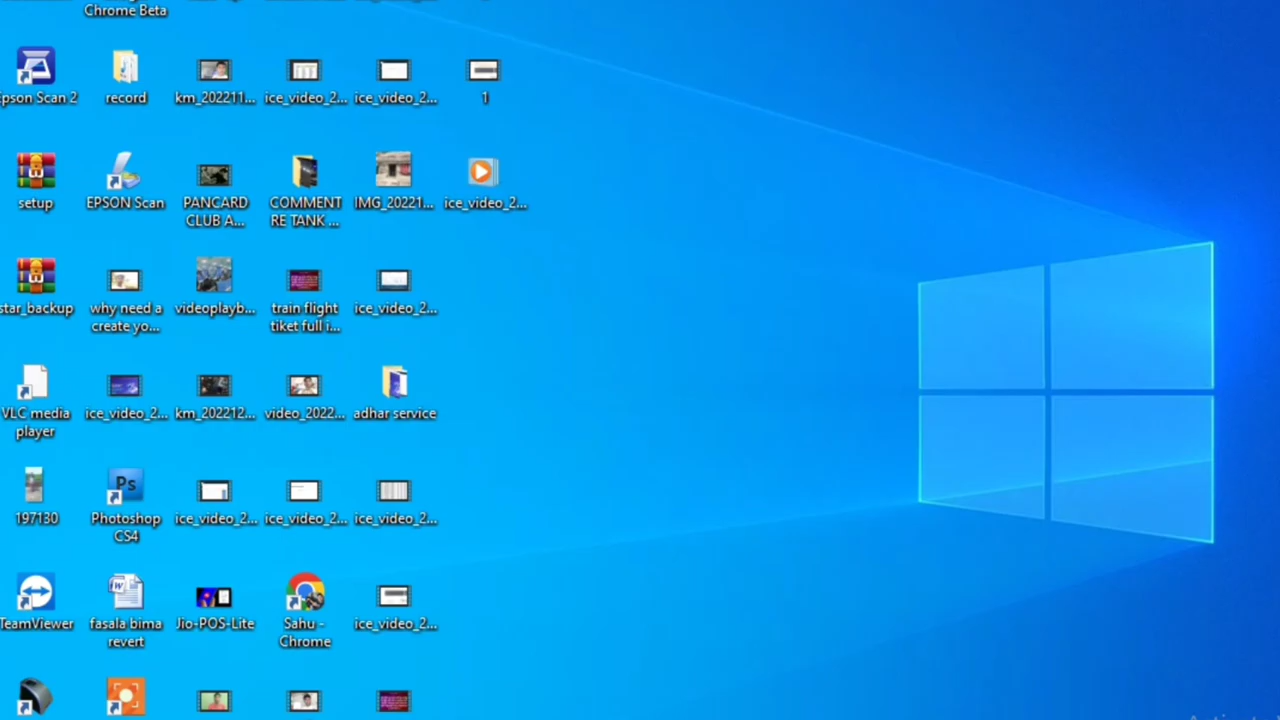 Chrome Beta
Epson Scan 2
record
km_202211...
ice_video_2...
ice_video_2...
1
setup
EPSON Scan
PANCARD
CLUB A...
COMMENT
RE TANK ...
IMG_20221...
ice_video_2...
star_backup
why need a
create yo...
videoplayb...
train flight
tiket full i...
ice_video_2...
VLC media
player
ice_video_2...
km_202212...
video_2022...
adhar service
197130
Ps
Photoshop
CS4
ice_video_2...
ice_video_2...
ice_video_2...
TeamViewer
fasala bima
revert
Jio-POS-Lite
Sahu -
Chrome
ice_video_2...